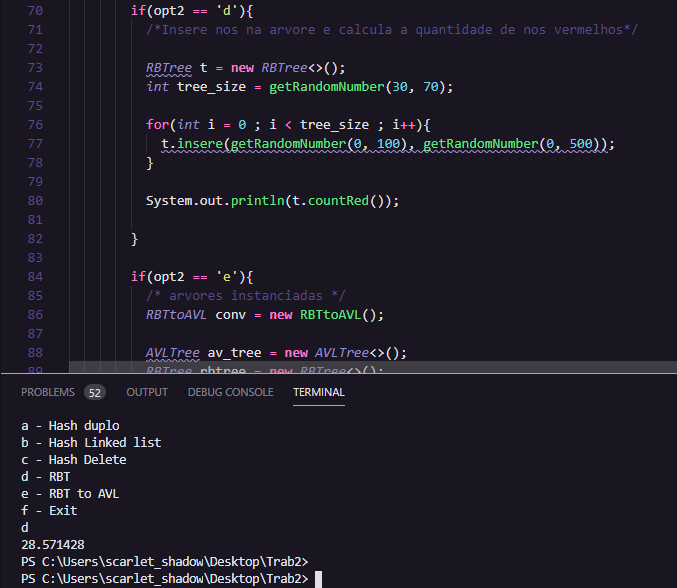 70 if(opt2 == 'd'){
71 /*Insere nos na arvore e calcula a quantidade de nos vermelhos*/
72
73 RBTree t = new RBTree<>();
74 int tree_size = getRandomNumber(30, 70);
75
76 for(int i = 0 ; i < tree_size ; i++){
77 t.insere(getRandomNumber(0, 100), getRandomNumber(0, 500));
78 }
79
80 System.out.println(t.countRed());
81
82 }
83
84 if(opt2 == 'e'){
85 /* arvores instanciadas */
86 RBTtoAVL conv = new RBTtoAVL();
87
88 AVLTree av_tree = new AVLTree<>();
89 RBTree rbtree = new RBTree<>();
PROBLEMS 52 OUTPUT DEBUG CONSOLE TERMINAL
a - Hash duplo
b - Hash Linked list
c - Hash Delete
d - RBT
e - RBT to AVL
f - Exit
d
28.571428
PS C:\Users\scarlet_shadow\Desktop\Trab2>
PS C:\Users\scarlet_shadow\Desktop\Trab2>